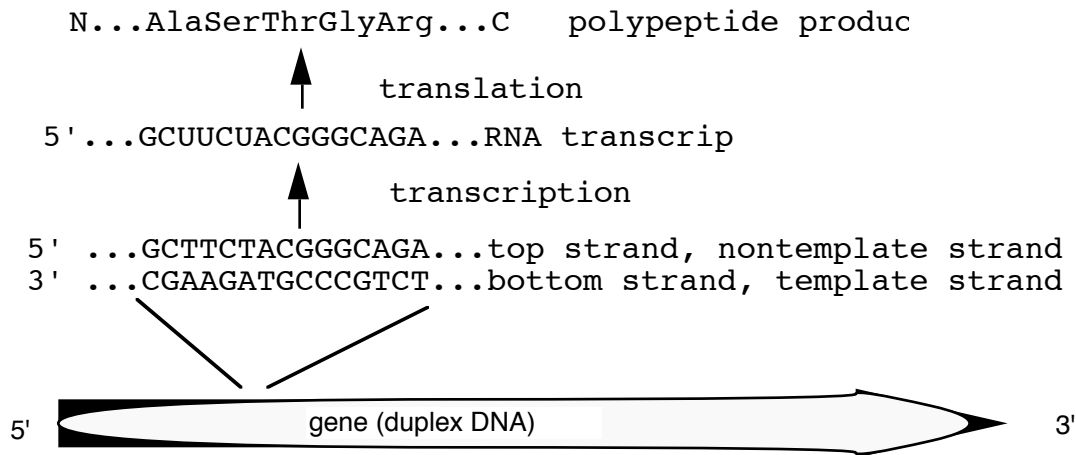 N...AlaSerThrGlyArg...C polypeptide produc
translation
5'...GCUUCUACGGGCAGA...RNA transcrip
transcription
5' ...GCTTCTACGGGCAGA...top strand, nontemplate strand
3' ...CGAAGATGCCCGTCT...bottom strand, template strand
gene (duplex DNA)
5' 3'